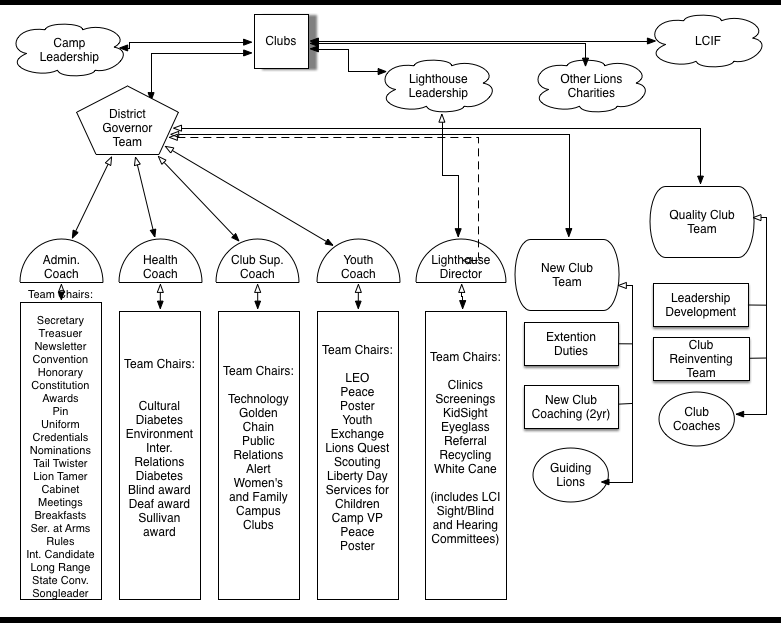 Camp
Leadership
Clubs
LCIF
Lighthouse
Leadership
Other Lions
Charities
District
Governor
Team
Quality Club
Team
Admin.
Coach
Health
Coach
Club Sup.
Coach
Youth
Coach
Lighthouse
Director
New Club
Team
Leadership
Development
Club
Reinventing
Team
Club
Coaches
Extention
Duties
New Club
Coaching (2yr)
Guiding
Lions
Team Chairs:
Secretary
Treasuer
Newsletter
Convention
Honorary
Constitution
Awards
Pin
Uniform
Credentials
Nominations
Tail Twister
Lion Tamer
Cabinet
Meetings
Breakfasts
Ser. at Arms
Rules
Int. Candidate
Long Range
State Conv.
Songleader
Team Chairs:
Cultural
Diabetes
Environment
Inter.
Relations
Diabetes
Blind award
Deaf award
Sullivan
award
Team Chairs:
Technology
Golden
Chain
Public
Relations
Alert
Women's
and Family
Campus
Clubs
Team Chairs:
LEO
Peace
Poster
Youth
Exchange
Lions Quest
Scouting
Liberty Day
Services for
Children
Camp VP
Peace
Poster
Team Chairs:
Clinics
Screenings
KidSight
Eyeglass
Referral
Recycling
White Cane
(includes LCI
Sight/Blind
and Hearing
Committees)